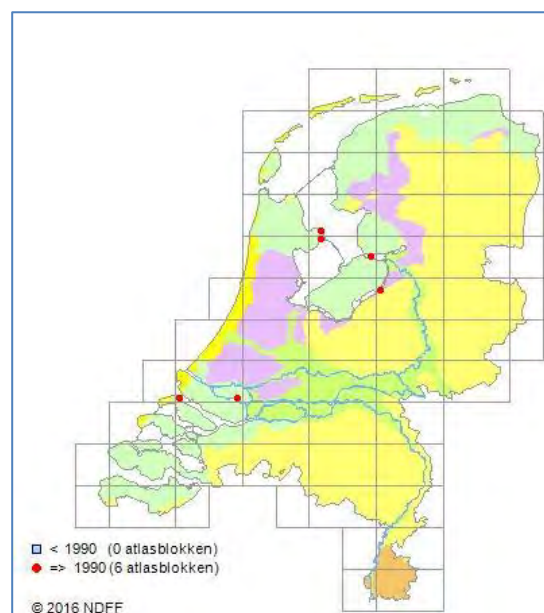 < 1990 (0 atlasblokken)
=> 1990 (6 atlasblokken)
© 2016 NDFF